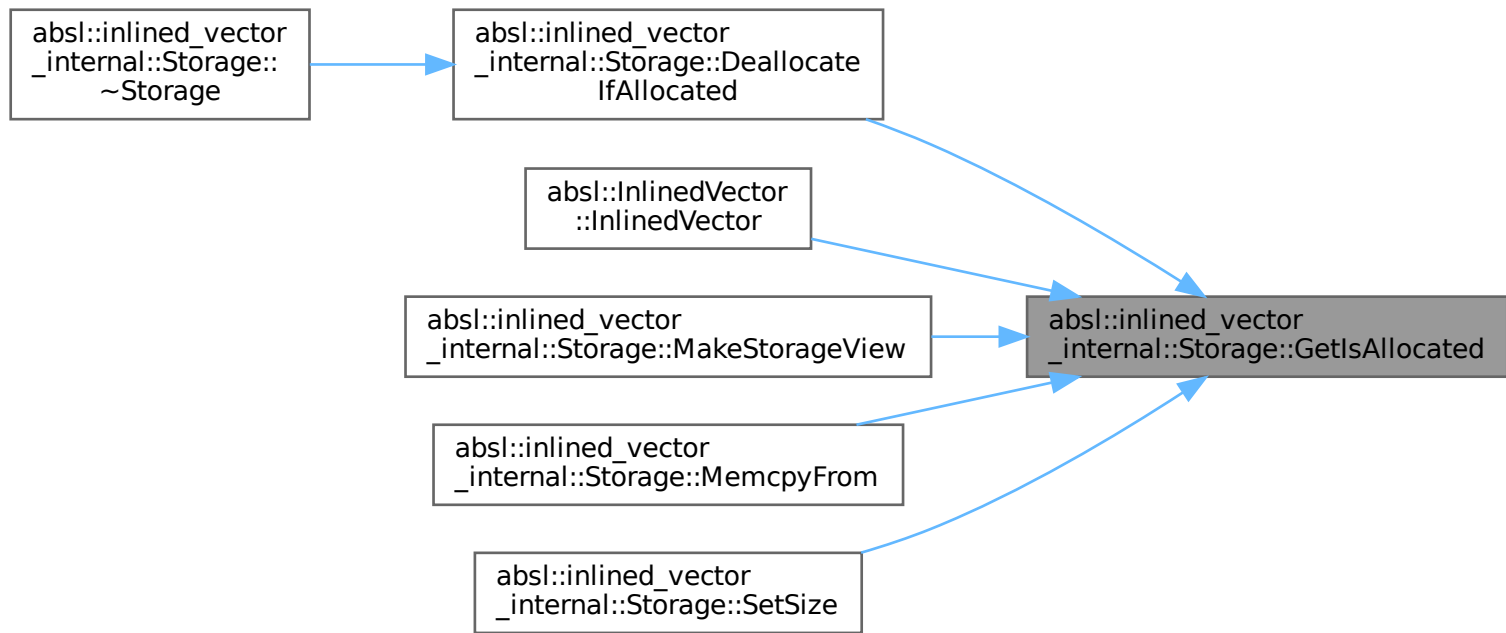 absl::inlined_vector
_internal::Storage::
~Storage
absl::inlined_vector
_internal::Storage::Deallocate
IfAllocated
absl::InlinedVector
::InlinedVector
absl::inlined_vector
_internal::Storage::MakeStorageView
absl::inlined_vector
_internal::Storage::GetIsAllocated
absl::inlined_vector
_internal::Storage::MemcpyFrom
absl::inlined_vector
_internal::Storage::SetSize